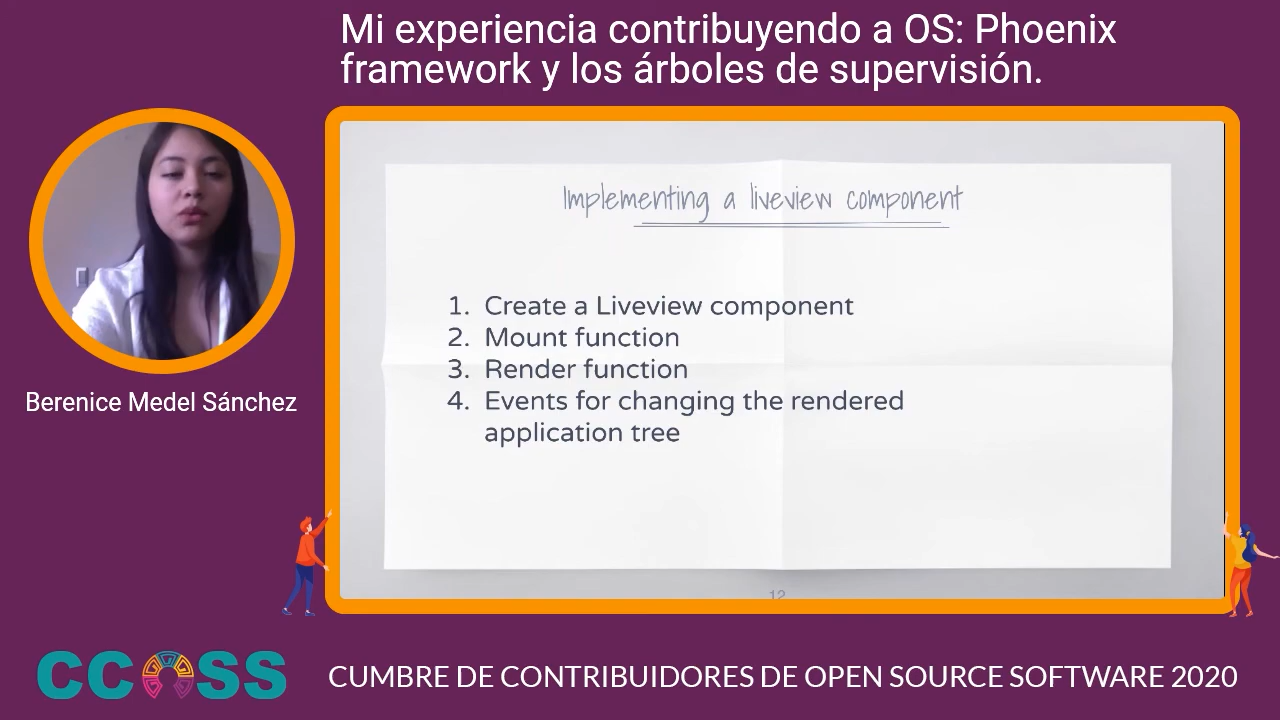 Mi experiencia contribuyendo a OS: Phoenix
framework y los árboles de supervisión.
Implementing a liveview component
1. Create a Liveview component
2. Mount function
3. Render function
4. Events for changing the rendered
application tree
12
Berenice Medel Sánchez
CCOSS
CUMBRE DE CONTRIBUIDORES DE OPEN SOURCE SOFTWARE 2020